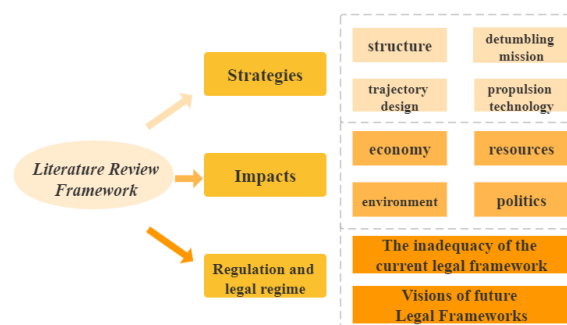 Literature Review
Framework
Strategies
structure
detumbling
mission
trajectory
design
propulsion
technology
Impacts
economy
resources
environment
politics
Regulation and
legal regime
The inadequacy of the
current legal framework
Visions of future
Legal Frameworks